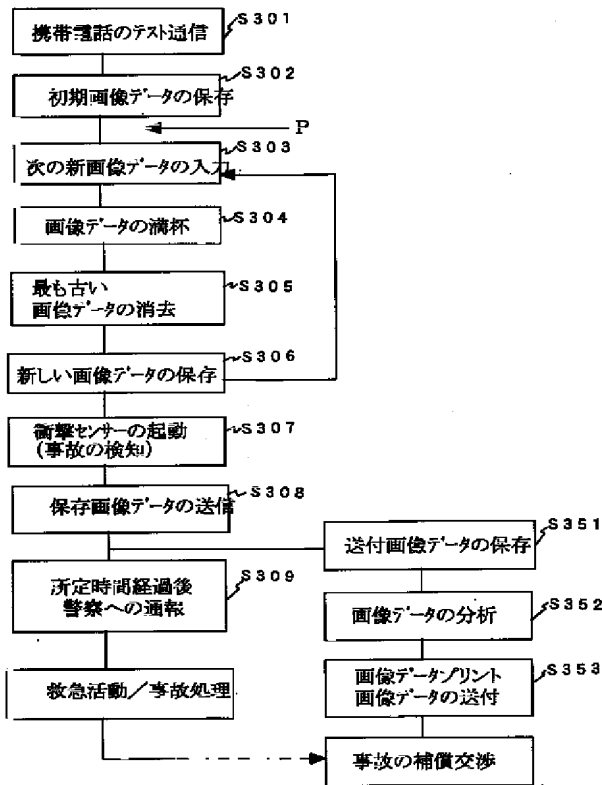 携帯電話のテスト通信
S301
初期画像データの保存
S302
P
次の新画像データの入力
S303
画像データの満杯
S304
最も古い
画像データの消去
S305
新しい画像データの保存
S306
衝撃センサーの起動
(事故の検知)
S307
保存画像データの送信
S308
所定時間経過後
警察への通報
S309
救急活動/事故処理
送付画像データの保存
S351
画像データの分析
S352
画像データプリント
画像データの送付
S353
事故の補償交渉